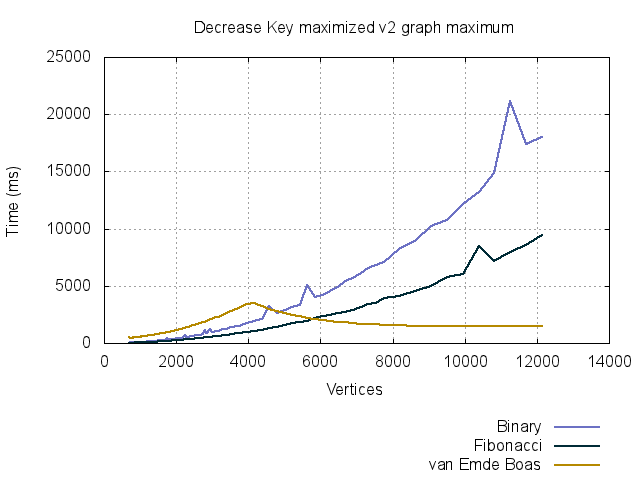 Decrease Key maximized v2 graph maximum
25000
20000
15000
10000
5000
0
Time (ms)
0 2000 4000 6000 8000 10000 12000 14000
Vertices
Binary
Fibonacci
van Emde Boas